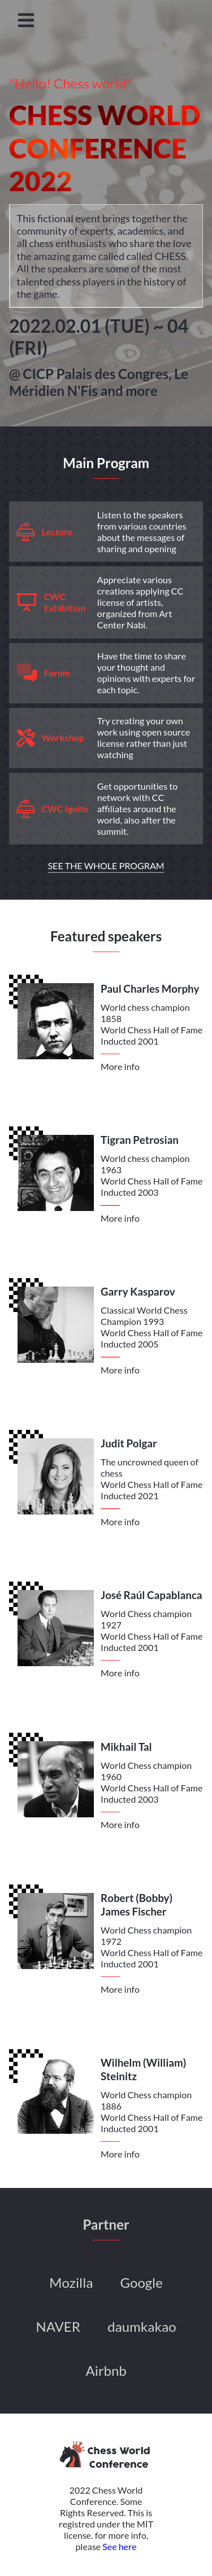 "Hello! Chess world"
CHESS WORLD
CONFERENCE
2022
This fictional event brings together the
community of experts, academics, and
all chess enthusiasts who share the love
the amazing game called called CHESS.
All the speakers are some of the most
talented chess players in the history of
the game.
2022.02.01 (TUE) ~ 04
(FRI)
@ CICP Palais des Congres, Le
Méridien N'Fis and more
Main Program
Lecture
Listen to the speakers
from various countries
about the messages of
sharing and opening
CWC
Exhibition
Appreciate various
creations applying CC
license of artists,
organized from Art
Center Nabi.
Forum
Have the time to share
your thought and
opinions with experts for
each topic.
Workshop
Try creating your own
work using open source
license rather than just
watching
CWC Ignite
Get opportunities to
network with CC
affiliates around the
world, also after the
summit.
SEE THE WHOLE PROGRAM
Featured speakers
Paul Charles Morphy
World chess champion
1858
World Chess Hall of Fame
Inducted 2001
More info
Tigran Petrosian
World chess champion
1963
World Chess Hall of Fame
Inducted 2003
More info
Garry Kasparov
Classical World Chess
Champion 1993
World Chess Hall of Fame
Inducted 2005
More info
Judit Polgar
The uncrowned queen of
chess
World Chess Hall of Fame
Inducted 2021
More info
José Raúl Capablanca
World Chess champion
1927
World Chess Hall of Fame
Inducted 2001
More info
Mikhail Tal
World Chess champion
1960
World Chess Hall of Fame
Inducted 2003
More info
Robert (Bobby)
James Fischer
World Chess champion
1972
World Chess Hall of Fame
Inducted 2001
More info
Wilhelm (William)
Steinitz
World Chess champion
1886
World Chess Hall of Fame
Inducted 2001
More info
Partner
Mozilla Google
NAVER daumkakao
Airbnb
Chess World
Conference
2022 Chess World
Conference. Some
Rights Reserved. This is
registred under the MIT
license. for more info,
please See here